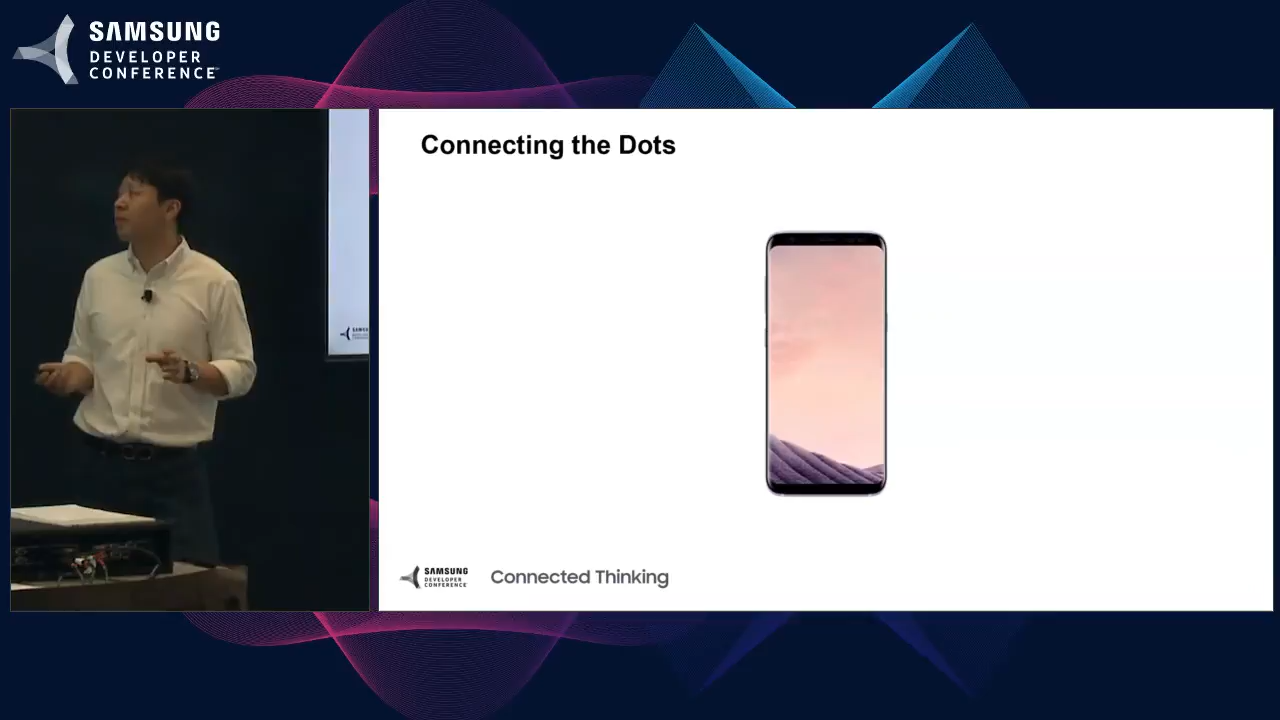 SAMSUNG
DEVELOPER
CONFERENCE
Connecting the Dots
SAMSUNG
DEVELOPER
CONFERENCE
Connected Thinking